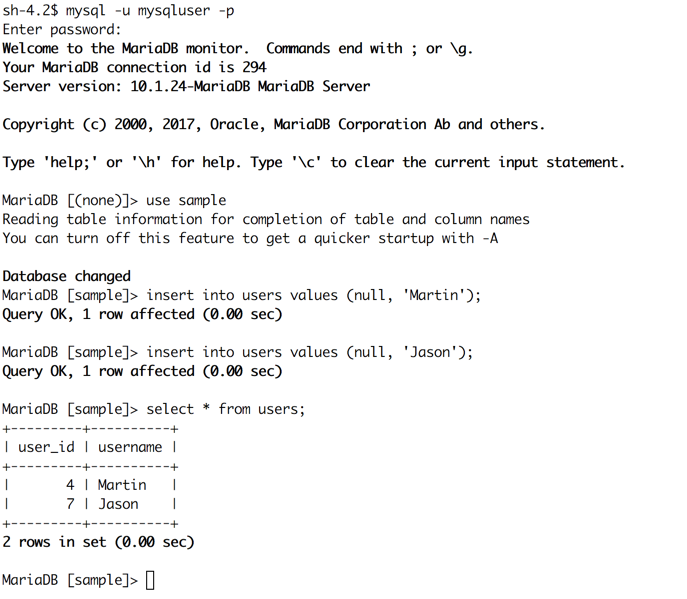 sh-4.2$ mysql -u mysqluser -p
Enter password:
Welcome to the MariaDB monitor.  Commands end with ; or \g.
Your MariaDB connection id is 294
Server version: 10.1.24-MariaDB MariaDB Server

Copyright (c) 2000, 2017, Oracle, MariaDB Corporation Ab and others.

Type 'help;' or '\h' for help. Type '\c' to clear the current input statement.

MariaDB [(none)]> use sample
Reading table information for completion of table and column names
You can turn off this feature to get a quicker startup with -A

Database changed
MariaDB [sample]> insert into users values (null, 'Martin');
Query OK, 1 row affected (0.00 sec)

MariaDB [sample]> insert into users values (null, 'Jason');
Query OK, 1 row affected (0.00 sec)

MariaDB [sample]> select * from users;
+---------+----------+
| user_id | username |
+---------+----------+
|       4 | Martin   |
|       7 | Jason    |
+---------+----------+
2 rows in set (0.00 sec)

MariaDB [sample]>